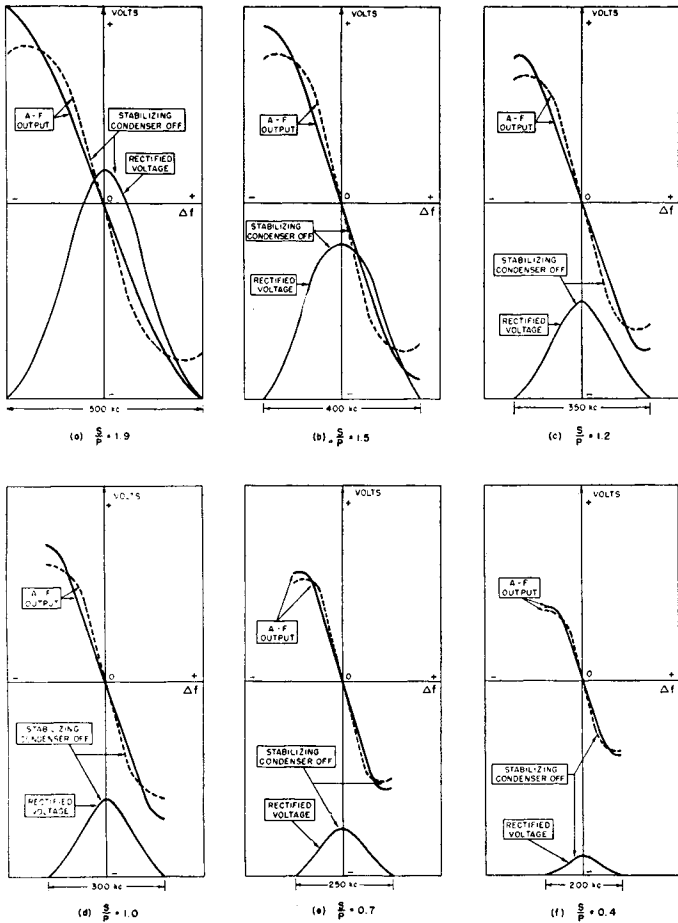 VOLTS
+
A-F
OUTPUT
STABILIZING
CONDENSER OFF
RECTIFIED
VOLTAGE
- 0 +
Δf
-
500 kc
(a) S/P = 1.9
VOLTS
+
A-F
OUTPUT
- 0 +
Δf
STABILIZING
CONDENSER OFF
RECTIFIED
VOLTAGE
-
400 kc
(b) S/P = 1.5
VOLTS
+
A-F
OUTPUT
- 0 +
Δf
STABILIZING
CONDENSER OFF
RECTIFIED
VOLTAGE
-
350 kc
(c) S/P = 1.2
VOLTS
+
A-F
OUTPUT
- 0 +
Δf
STABILIZING
CONDENSER OFF
RECTIFIED
VOLTAGE
-
300 kc
(d) S/P = 1.0
VOLTS
+
A-F
OUTPUT
- 0 +
Δf
STABILIZING
CONDENSER OFF
RECTIFIED
VOLTAGE
-
250 kc
(e) S/P = 0.7
VOLTS
+
A-F
OUTPUT
- 0 +
Δf
STABILIZING
CONDENSER OFF
RECTIFIED
VOLTAGE
-
200 kc
(f) S/P = 0.4